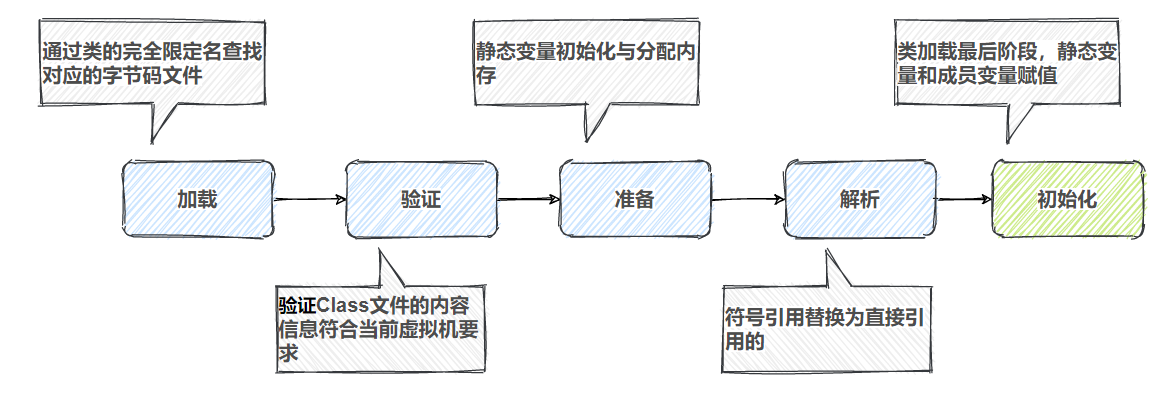 通过类的完全限定名查找
对应的字节码文件
静态变量初始化与分配内
存
类加载最后阶段，静态变
量和成员变量赋值
加载
验证
准备
解析
初始化
验证Class文件的内容
信息符合当前虚拟机要
求
符号引用替换为直接引
用的